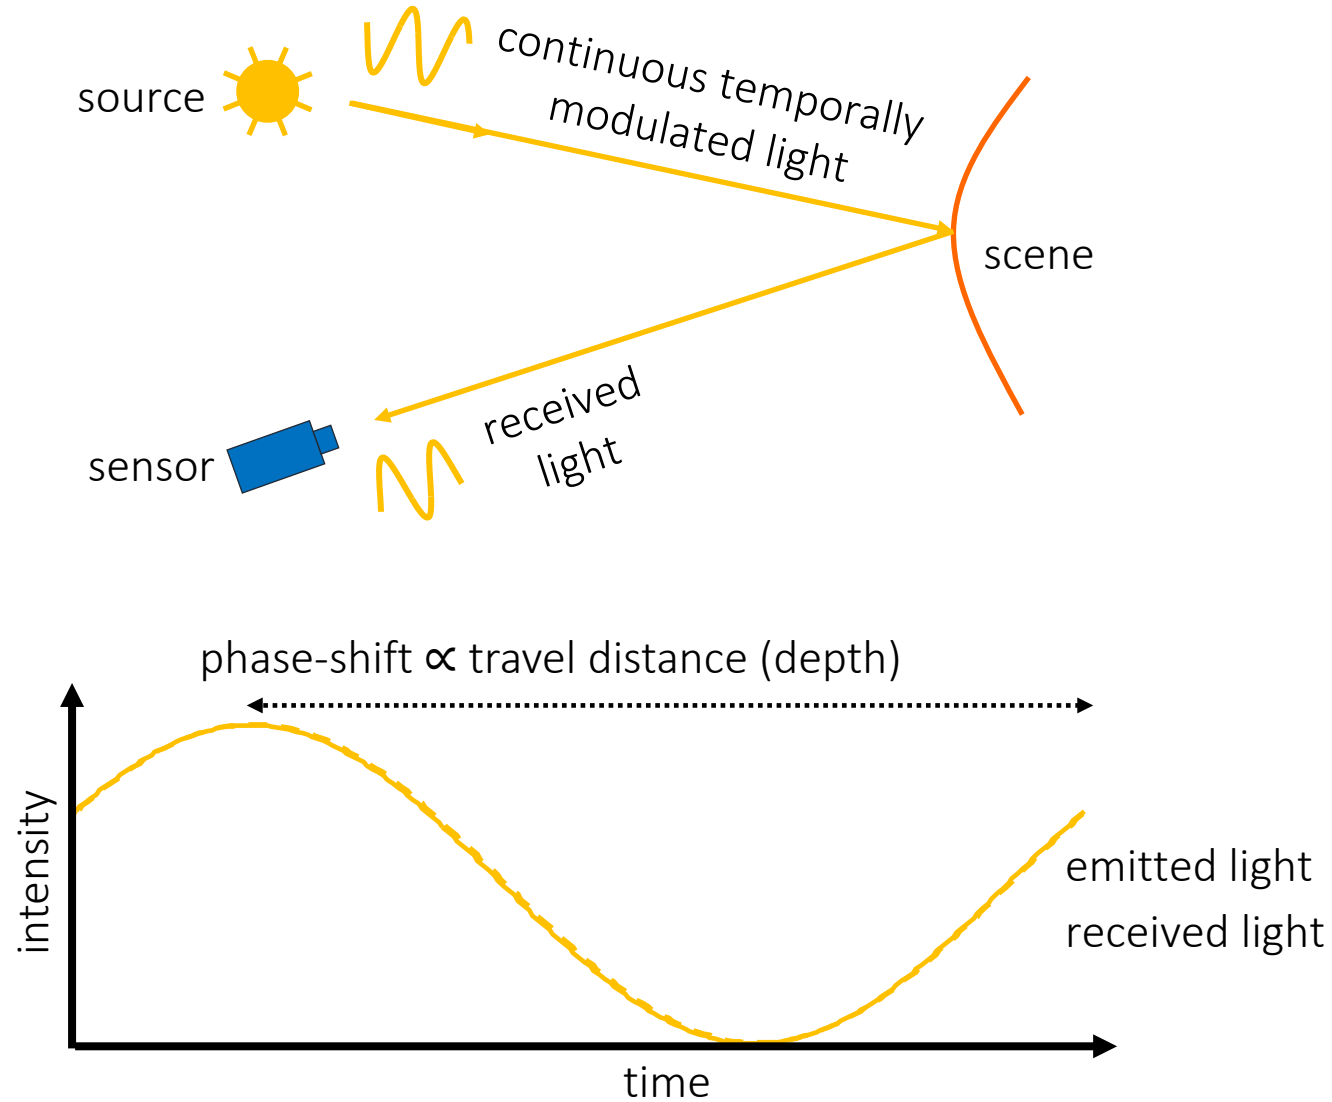 source
continuous temporally
modulated light
scene
received
light
sensor
phase-shift ∝ travel distance (depth)
intensity
emitted light
received light
time